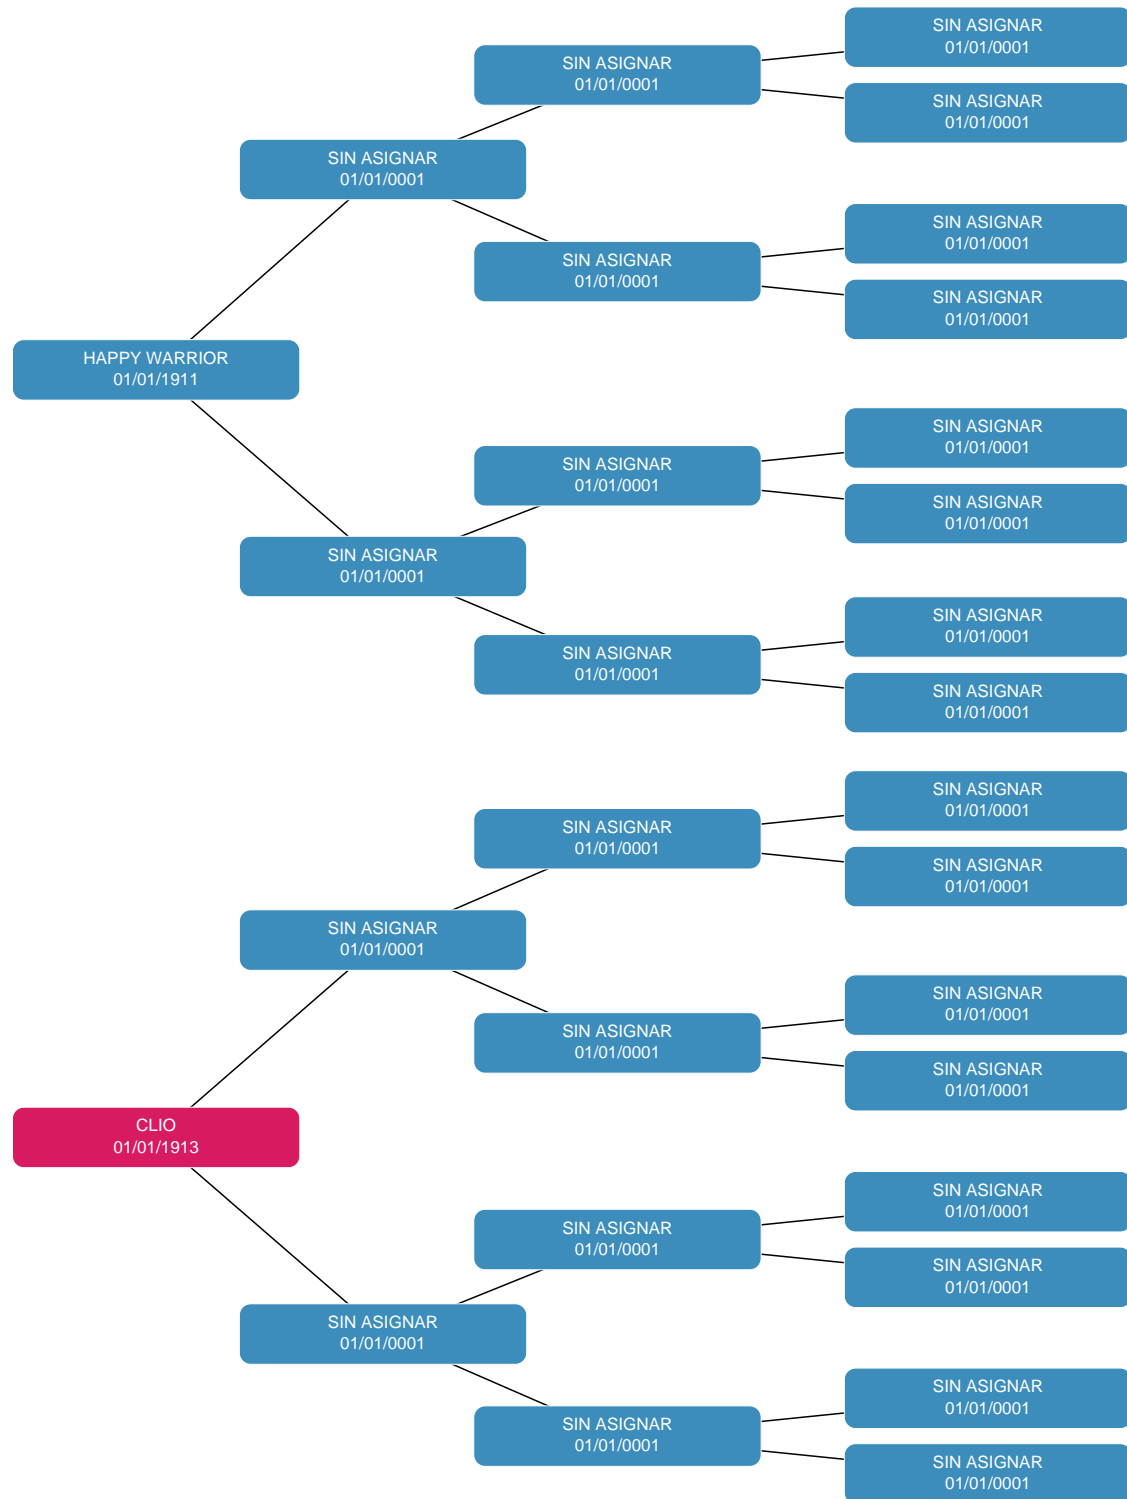 SIN ASIGNAR
01/01/0001
SIN ASIGNAR
01/01/0001
SIN ASIGNAR
01/01/0001
SIN ASIGNAR
01/01/0001
SIN ASIGNAR
01/01/0001
SIN ASIGNAR
01/01/0001
SIN ASIGNAR
01/01/0001
HAPPY WARRIOR
01/01/1911
SIN ASIGNAR
01/01/0001
SIN ASIGNAR
01/01/0001
SIN ASIGNAR
01/01/0001
SIN ASIGNAR
01/01/0001
SIN ASIGNAR
01/01/0001
SIN ASIGNAR
01/01/0001
SIN ASIGNAR
01/01/0001
SIN ASIGNAR
01/01/0001
SIN ASIGNAR
01/01/0001
SIN ASIGNAR
01/01/0001
SIN ASIGNAR
01/01/0001
SIN ASIGNAR
01/01/0001
SIN ASIGNAR
01/01/0001
SIN ASIGNAR
01/01/0001
CLIO
01/01/1913
SIN ASIGNAR
01/01/0001
SIN ASIGNAR
01/01/0001
SIN ASIGNAR
01/01/0001
SIN ASIGNAR
01/01/0001
SIN ASIGNAR
01/01/0001
SIN ASIGNAR
01/01/0001
SIN ASIGNAR
01/01/0001